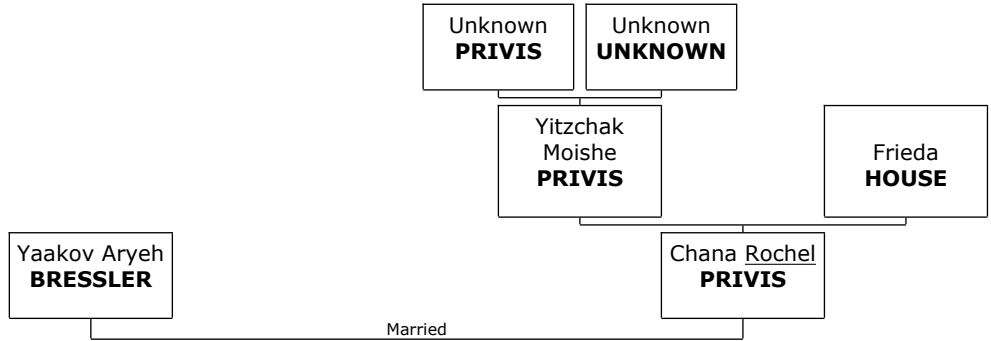 Unknown
PRIVIS
Unknown
UNKNOWN
Yitzchak
Moishe
PRIVIS
Frieda
HOUSE
Yaakov Aryeh
BRESSLER
Chana Rochel
PRIVIS
Married